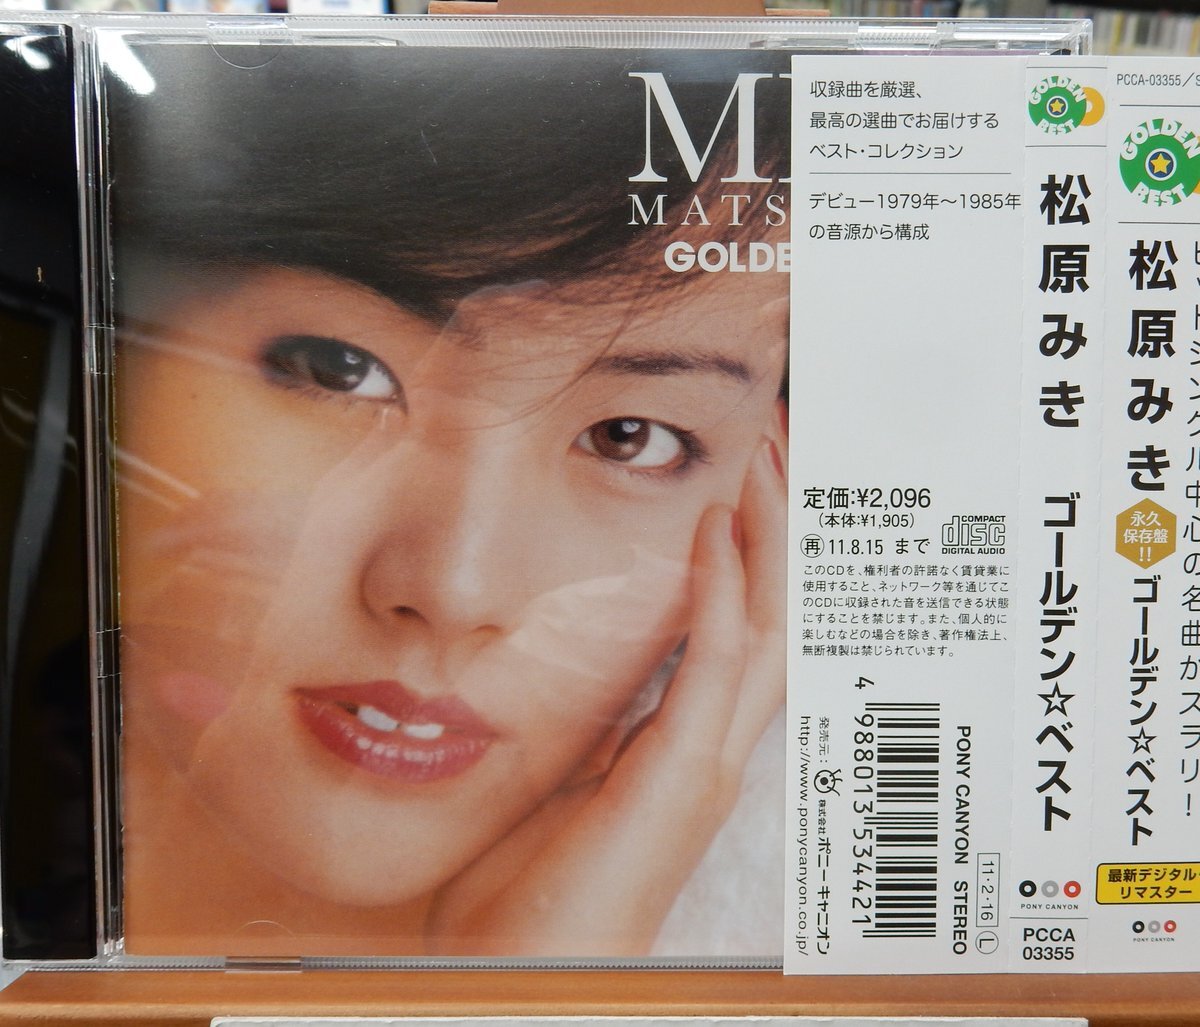 MI
MATS
GOLDE
収録曲を厳選、
最高の選曲でお届けする
ベスト・コレクション
デビュー1979年～1985年
の音源から構成
定価:¥2,096
(本体:¥1,905)
再 11.8.15 まで
COMPACT
disc
DIGITAL AUDIO
このCDを、権利者の許諾なく賃貸業に
使用すること、ネットワーク等を通じてこ
のCDに収録された音を送信できる状態
にすることを禁じます。また、個人的に
楽しむなどの場合を除き、著作権法上、
無断複製は禁じられています。
4 988013 534421
発売元: 株式会社ポニーキャニオン
http://www.ponycanyon.co.jp/
PONY CANYON STEREO
11・2・16 L
GOLDEN
BEST
松原みき ゴールデン☆ベスト
PONY CANYON
PCCA
03355
PCCA-03355/S
GOLDEN
BEST
ヒットシングル中心の名曲がズラリ!
松原みき
永久
保存盤
!!
ゴールデン☆ベスト
最新デジタル・
リマスター
PONY CANYON